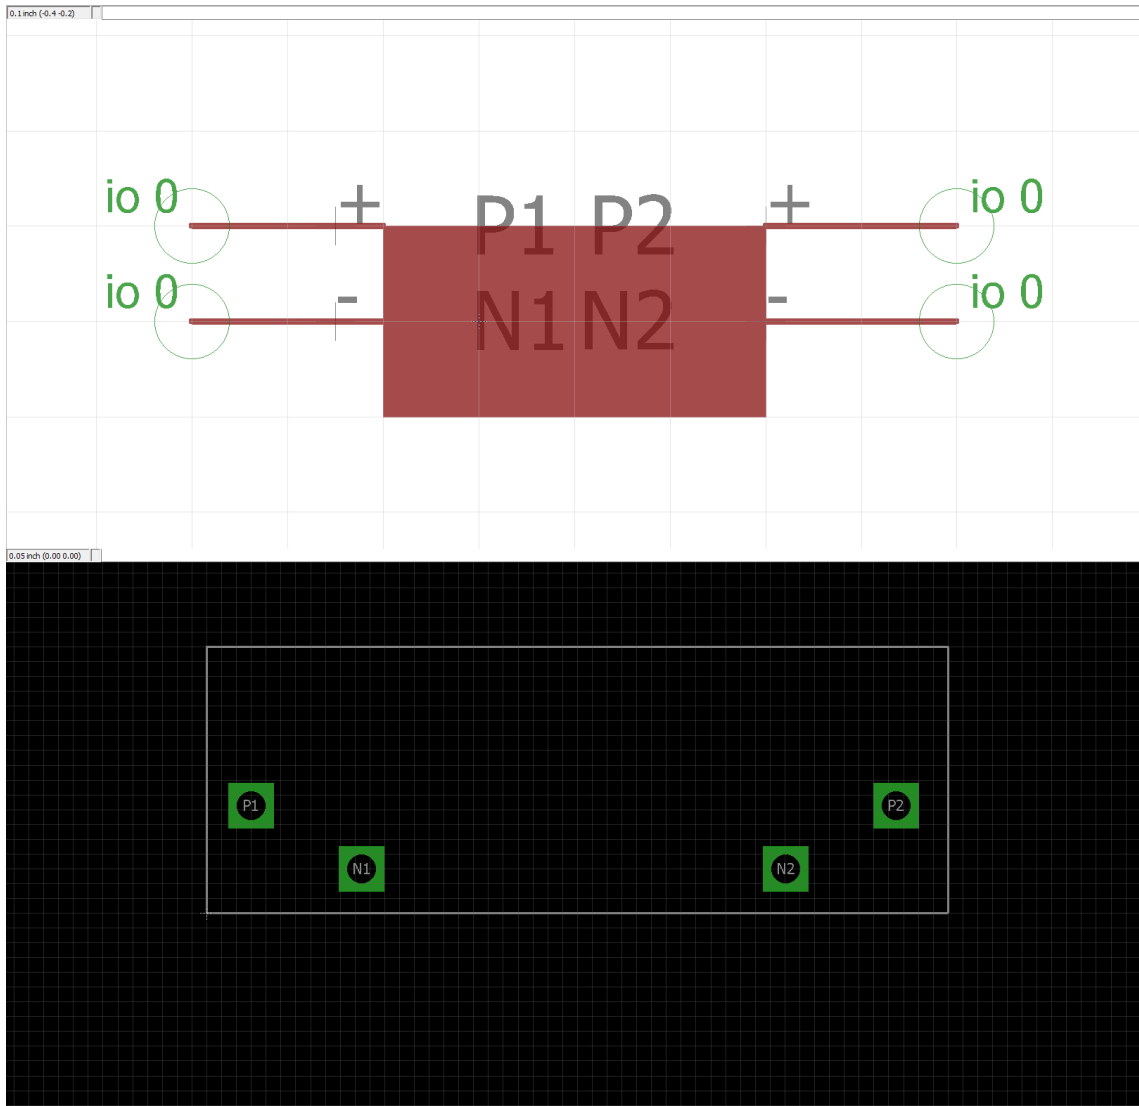 0.1 inch (-0.4 -0.2)
io 0 + P1 P2 + io 0
io 0 - N1 N2 - io 0
0.05 inch (0.00 0.00)
P1 P2
N1 N2